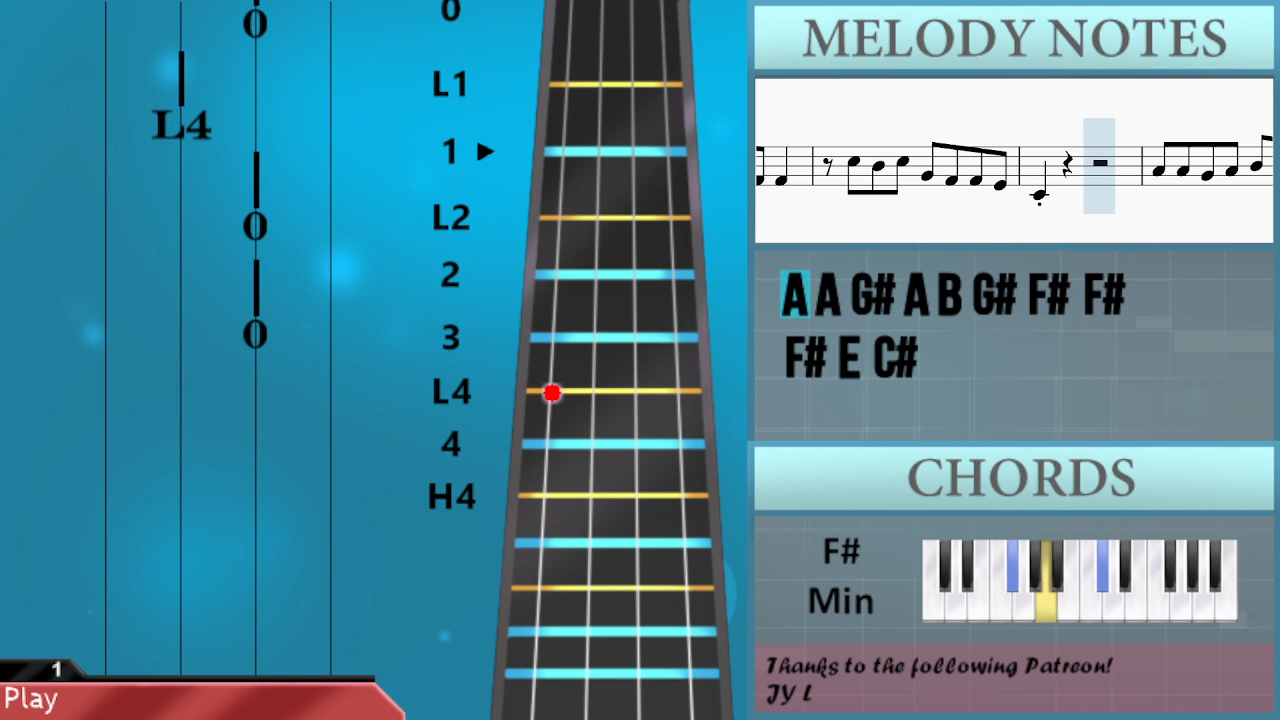 0
L4
0
0
0
L1
1
L2
2
3
L4
4
H4
MELODY NOTES
A A G# A B G# F# F#
F# E C#
CHORDS
F#
Min
Thanks to the following Patreon!
JY L
1
Play